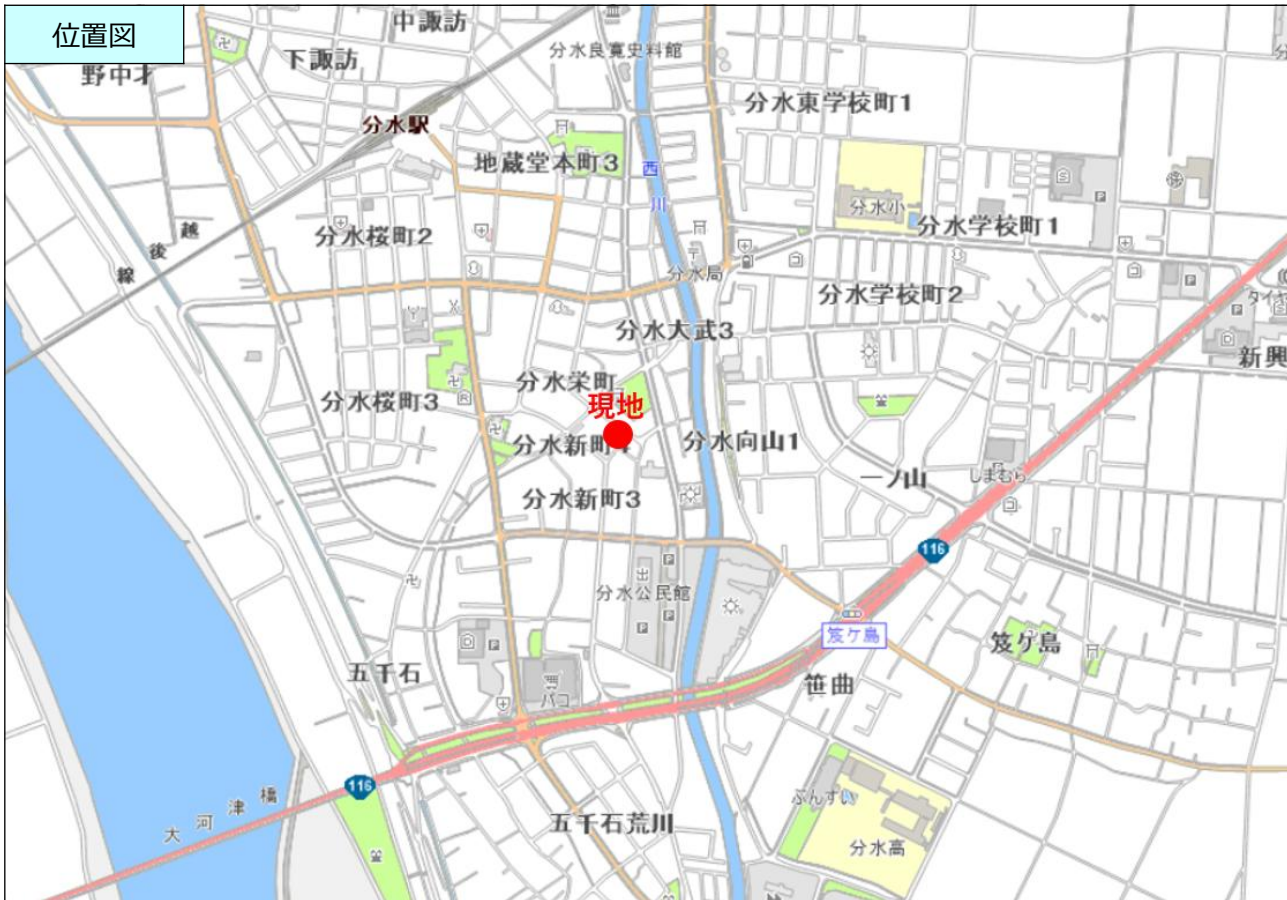 位置図
中諏訪
分水良寛史料館
下諏訪
野中才
分水東学校町1
分水駅
地蔵堂本町3
西
川
分水小
分水学校町1
分水桜町2
越
後
線
分水局
分水学校町2
分水大武3
新興
分水栄町
分水桜町3
現地
分水新町
分水向山1
一ノ山
しまむら
分水新町3
116
分水公民館
笈ケ島
笈ケ島
五千石
笹曲
パコ
116
大河津橋
ぶんすい
五千石荒川
分水高